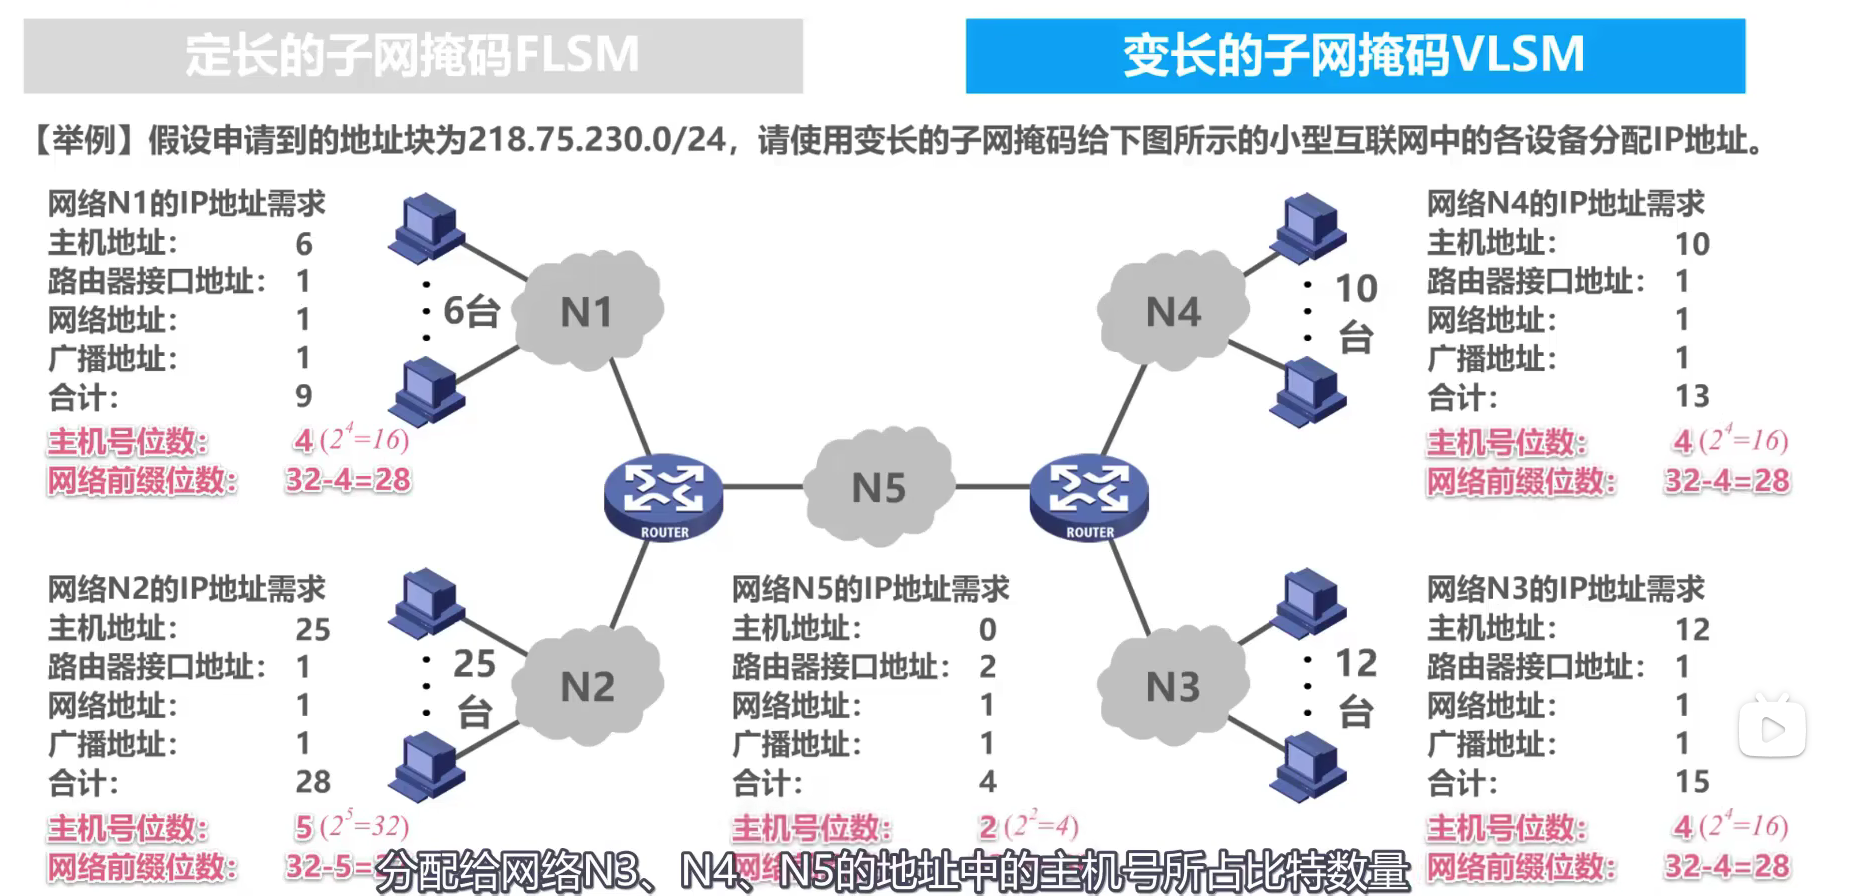 定长的子网掩码FLSM
变长的子网掩码VLSM
【举例】假设申请到的地址块为218.75.230.0/24，请使用变长的子网掩码给下图所示的小型互联网中的各设备分配IP地址。
网络N1的IP地址需求
主机地址： 6
路由器接口地址： 1
网络地址： 1
广播地址： 1
合计： 9
主机号位数： 4 (2^4=16)
网络前缀位数： 32-4=28
6台
N1
N4
10
台
网络N4的IP地址需求
主机地址： 10
路由器接口地址： 1
网络地址： 1
广播地址： 1
合计： 13
主机号位数： 4 (2^4=16)
网络前缀位数： 32-4=28
ROUTER
N5
ROUTER
网络N2的IP地址需求
主机地址： 25
路由器接口地址： 1
网络地址： 1
广播地址： 1
合计： 28
主机号位数： 5 (2^5=32)
网络前缀位数： 32-5=
25
台
N2
网络N5的IP地址需求
主机地址： 0
路由器接口地址： 2
网络地址： 1
广播地址： 1
合计： 4
主机号位数： 2 (2^2=4)
N3
12
台
网络N3的IP地址需求
主机地址： 12
路由器接口地址： 1
网络地址： 1
广播地址： 1
合计： 15
主机号位数： 4 (2^4=16)
网络前缀位数： 32-4=28
分配给网络N3、N4、N5的地址中的主机号所占比特数量